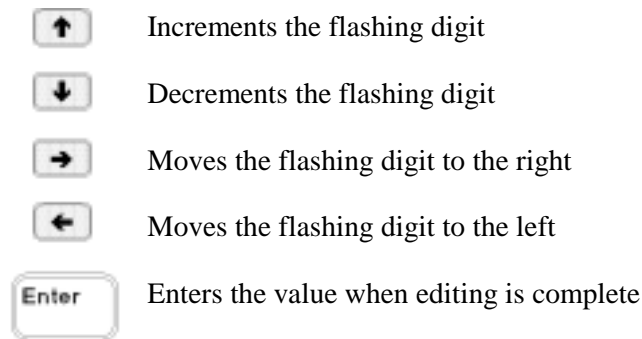 Increments the flashing digit
Decrements the flashing digit
Moves the flashing digit to the right
Moves the flashing digit to the left
Enter Enters the value when editing is complete